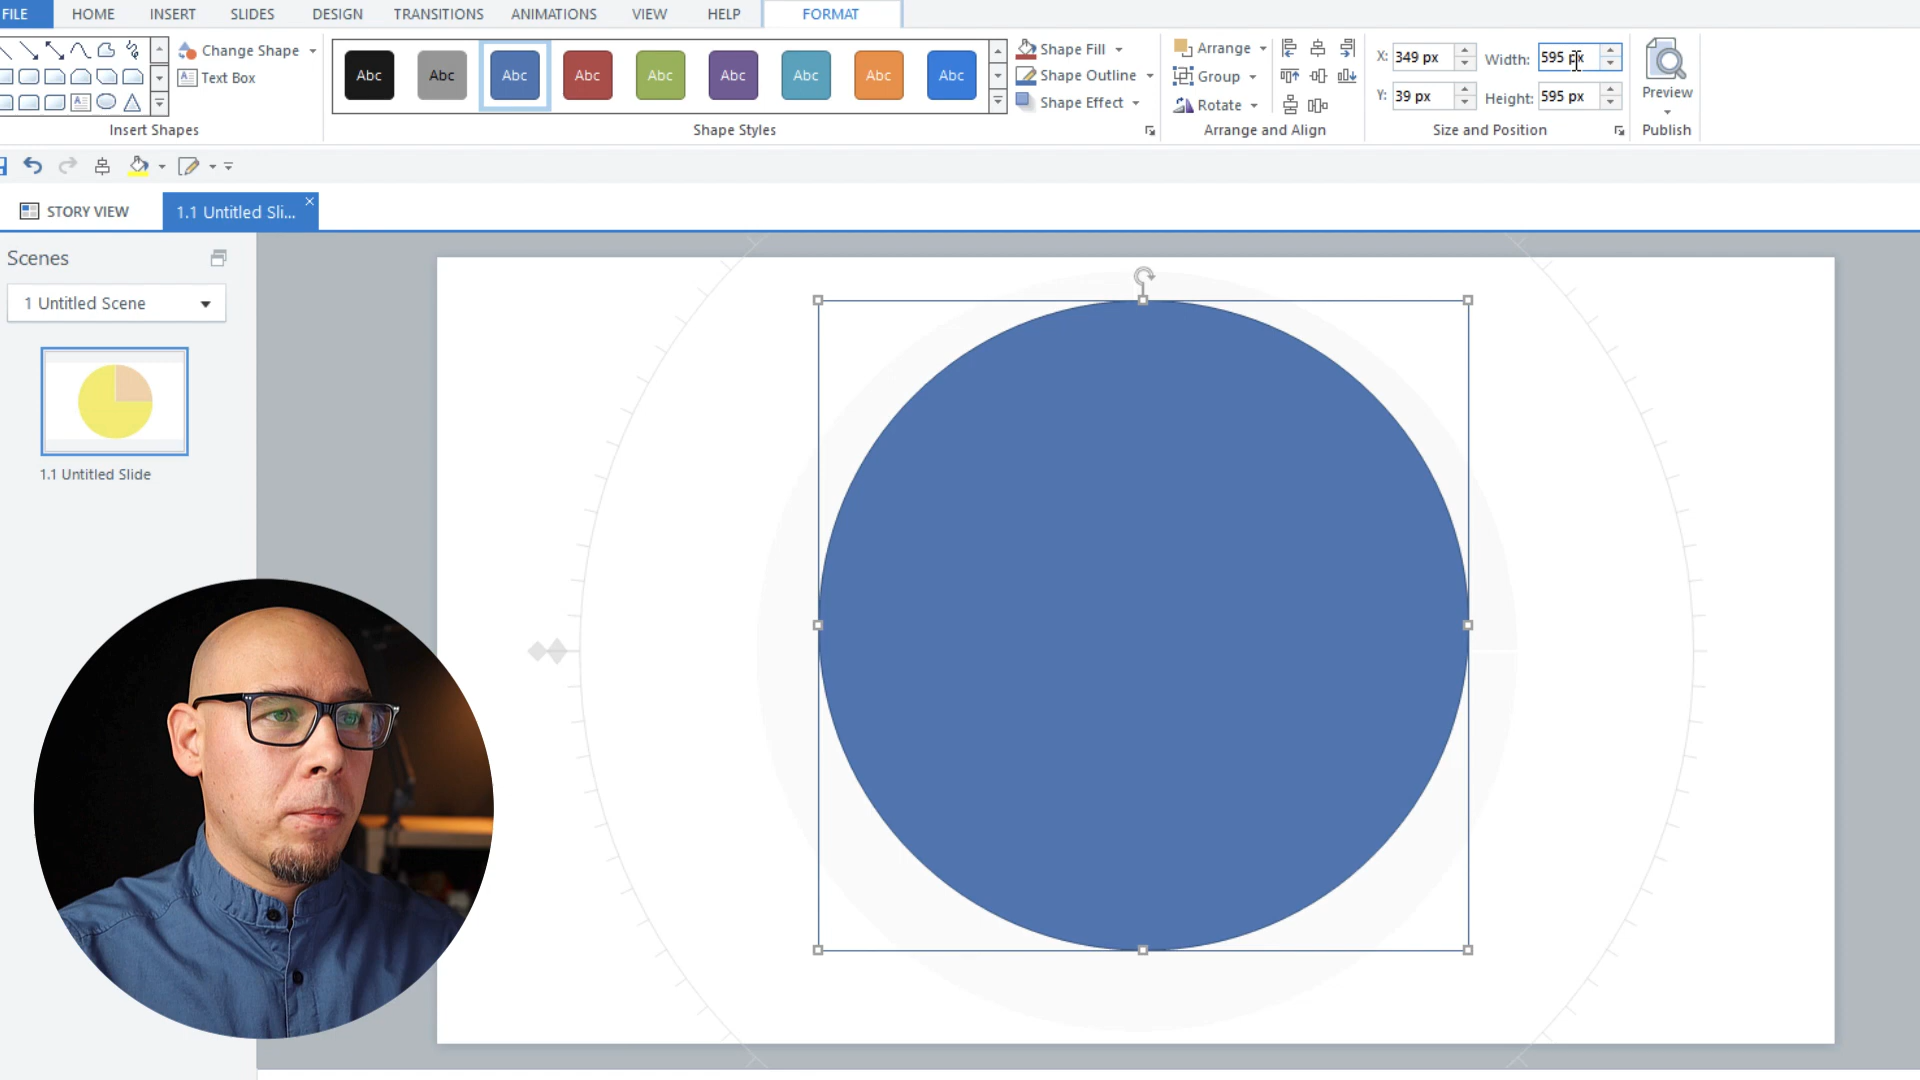 FILE HOME INSERT SLIDES DESIGN TRANSITIONS ANIMATIONS VIEW HELP FORMAT
Change Shape
Text Box
Insert Shapes
Abc Abc Abc Abc Abc Abc Abc Abc Abc
Shape Styles
Shape Fill
Shape Outline
Shape Effect
Arrange
Group
Rotate
Arrange and Align
X: 349 px Width: 595 px
Y: 39 px Height: 595 px
Size and Position
Preview
Publish
STORY VIEW 1.1 Untitled Sli...
Scenes
1 Untitled Scene
1.1 Untitled Slide